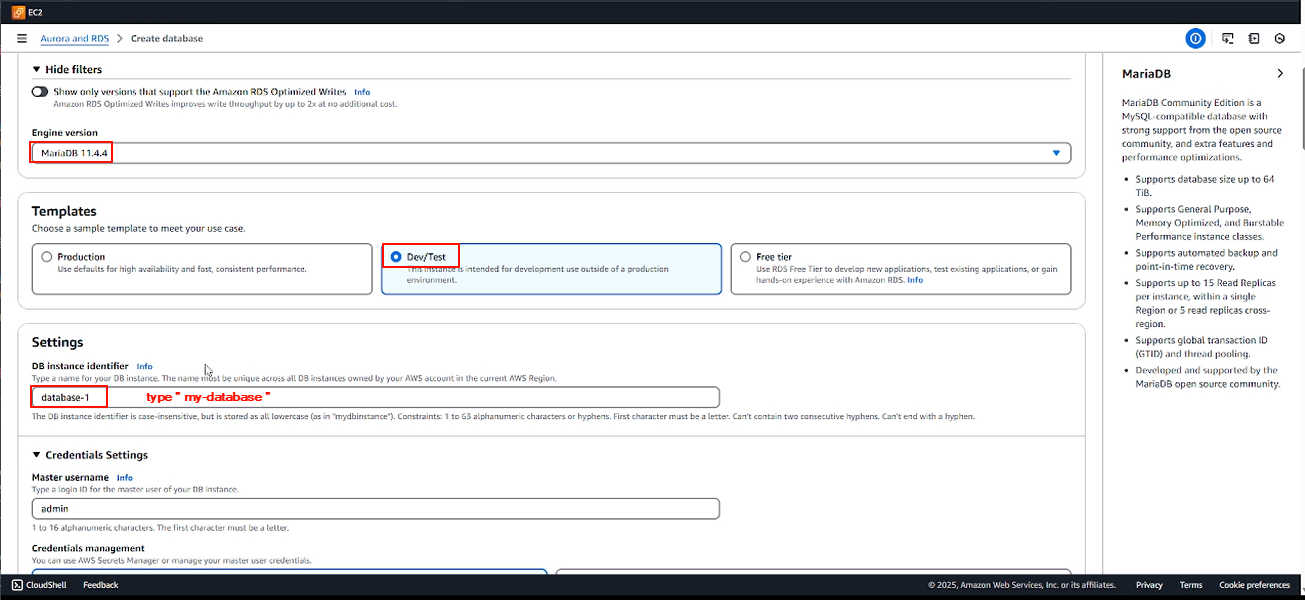 EC2
Aurora and RDS > Create database
Hide filters
Show only versions that support the Amazon RDS Optimized Writes Info
Amazon RDS Optimized Writes improves write throughput by up to 2x at no additional cost.
Engine version
MariaDB 11.4.4
Templates
Choose a sample template to meet your use case.
Production
Use defaults for high availability and fast, consistent performance.
Dev/Test
This instance is intended for development use outside of a production
environment.
Free tier
Use RDS Free Tier to develop new applications, test existing applications, or gain
hands-on experience with Amazon RDS. Info
Settings
DB instance identifier Info
Type a name for your DB instance. The name must be unique across all DB instances owned by your AWS account in the current AWS Region.
database-1 type " my-database "
The DB instance identifier is case-insensitive, but is stored as all lowercase (as in "mydbinstance"). Constraints: 1 to 63 alphanumeric characters or hyphens. First character must be a letter. Can't contain two consecutive hyphens. Can't end with a hyphen.
Credentials Settings
Master username Info
Type a login ID for the master user of your DB instance.
admin
1 to 16 alphanumeric characters. The first character must be a letter.
Credentials management
You can use AWS Secrets Manager or manage your master user credentials.
MariaDB
MariaDB Community Edition is a
MySQL-compatible database with
strong support from the open source
community, and extra features and
performance optimizations.
• Supports database size up to 64
TiB.
• Supports General Purpose,
Memory Optimized, and Burstable
Performance instance classes.
• Supports automated backup and
point-in-time recovery.
• Supports up to 15 Read Replicas
per instance, within a single
Region or 5 read replicas cross-
region.
• Supports global transaction ID
(GTID) and thread pooling.
• Developed and supported by the
MariaDB open source community.
CloudShell Feedback © 2025, Amazon Web Services, Inc. or its affiliates. Privacy Terms Cookie preferences